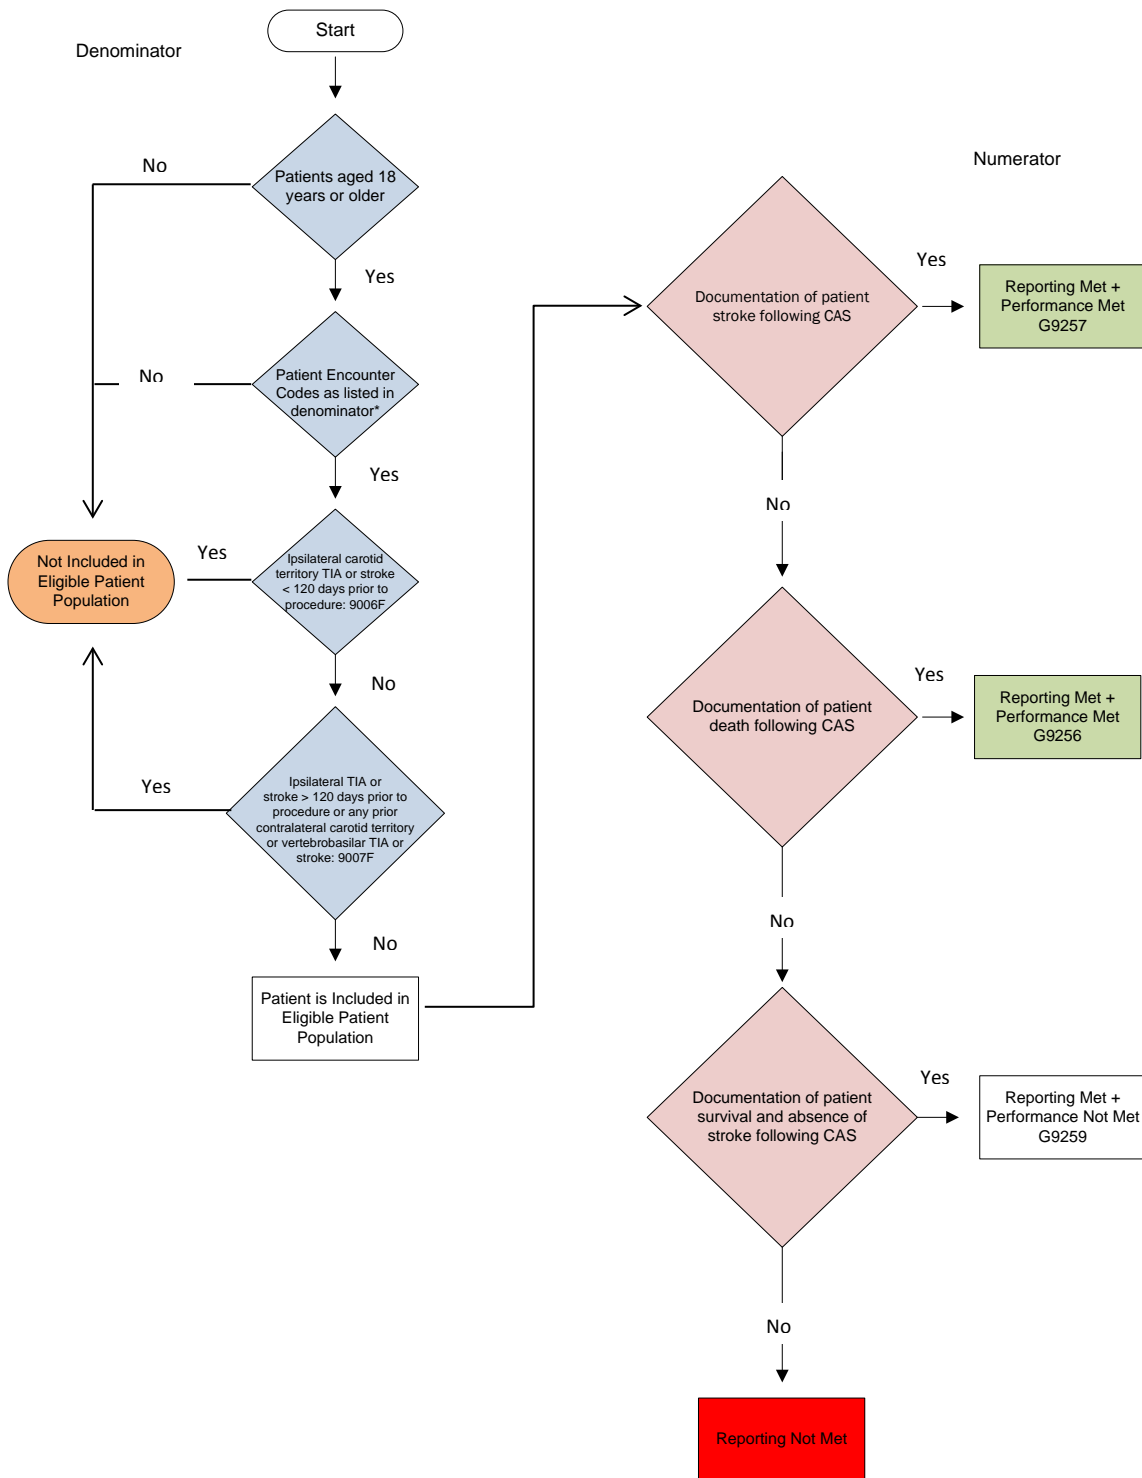 Start
Denominator
No
Patients aged 18
years or older
Yes
No
Patient Encounter
Codes as listed in
denominator*
Yes
Not Included in
Eligible Patient
Population
Yes
Ipsilateral carotid
territory TIA or stroke
< 120 days prior to
procedure: 9006F
No
Yes
Ipsilateral TIA or
stroke > 120 days prior to
procedure or any prior
contralateral carotid territory
or vertebrobasilar TIA or
stroke: 9007F
No
Patient is Included in
Eligible Patient
Population
Numerator
Documentation of patient
stroke following CAS
Yes
Reporting Met +
Performance Met
G9257
No
Documentation of patient
death following CAS
Yes
Reporting Met +
Performance Met
G9256
No
Documentation of patient
survival and absence of
stroke following CAS
Yes
Reporting Met +
Performance Not Met
G9259
No
Reporting Not Met